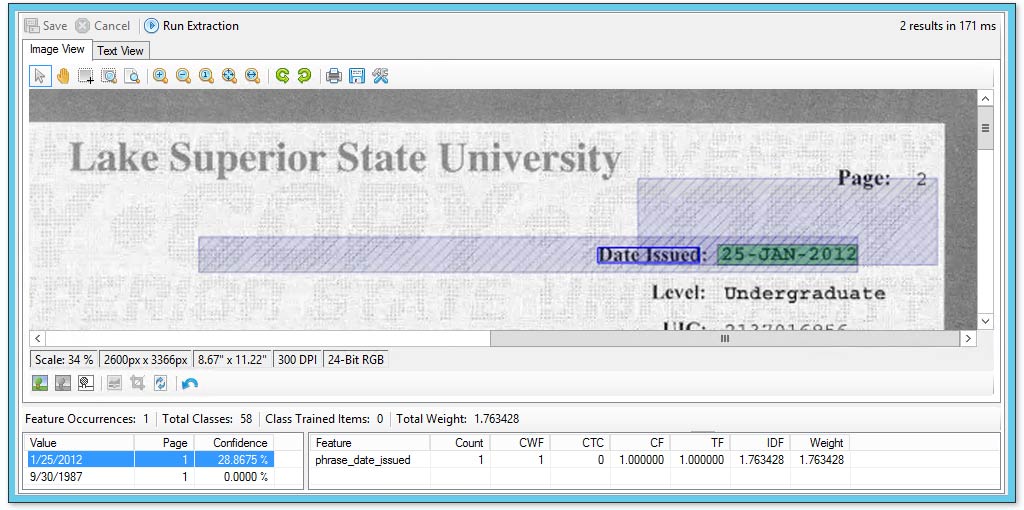 Save Cancel Run Extraction 2 results in 171 ms
Image View Text View
Lake Superior State University
Page: 2
Date Issued: 25-JAN-2012
Level: Undergraduate
Scale: 34 % 2600px x 3366px 8.67" x 11.22" 300 DPI 24-Bit RGB
Feature Occurrences: 1 Total Classes: 58 Class Trained Items: 0 Total Weight: 1.763428
Value Page Confidence Feature Count CWF CTC CF TF IDF Weight
1/25/2012 1 28.8675 % phrase_date_issued 1 1 0 1.000000 1.000000 1.763428 1.763428
9/30/1987 1 0.0000 %